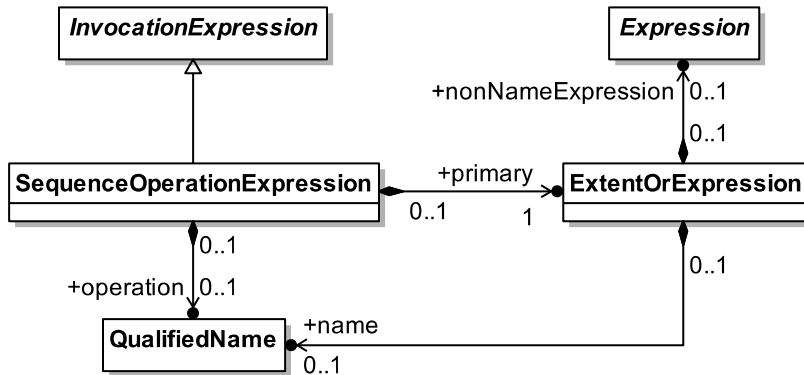 InvocationExpression
Expression
+nonNameExpression
0..1
0..1
SequenceOperationExpression
+primary
ExtentOrExpression
0..1
1
0..1
0..1
+operation
0..1
QualifiedName
+name
0..1